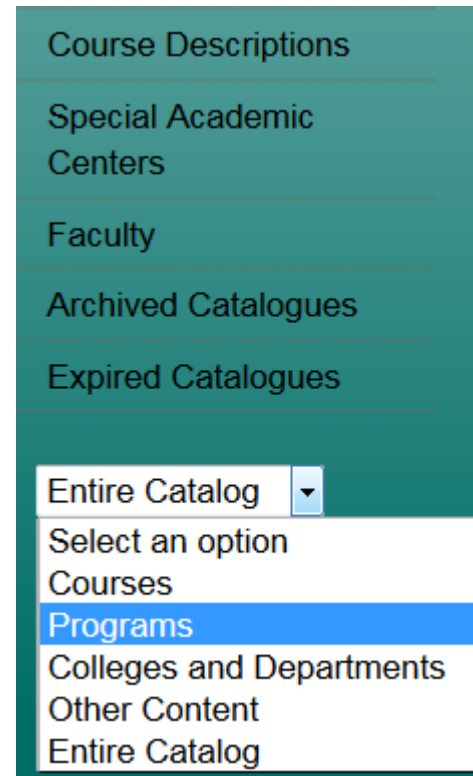 Course Descriptions
Special Academic
Centers
Faculty
Archived Catalogues
Expired Catalogues
Entire Catalog
Select an option
Courses
Programs
Colleges and Departments
Other Content
Entire Catalog